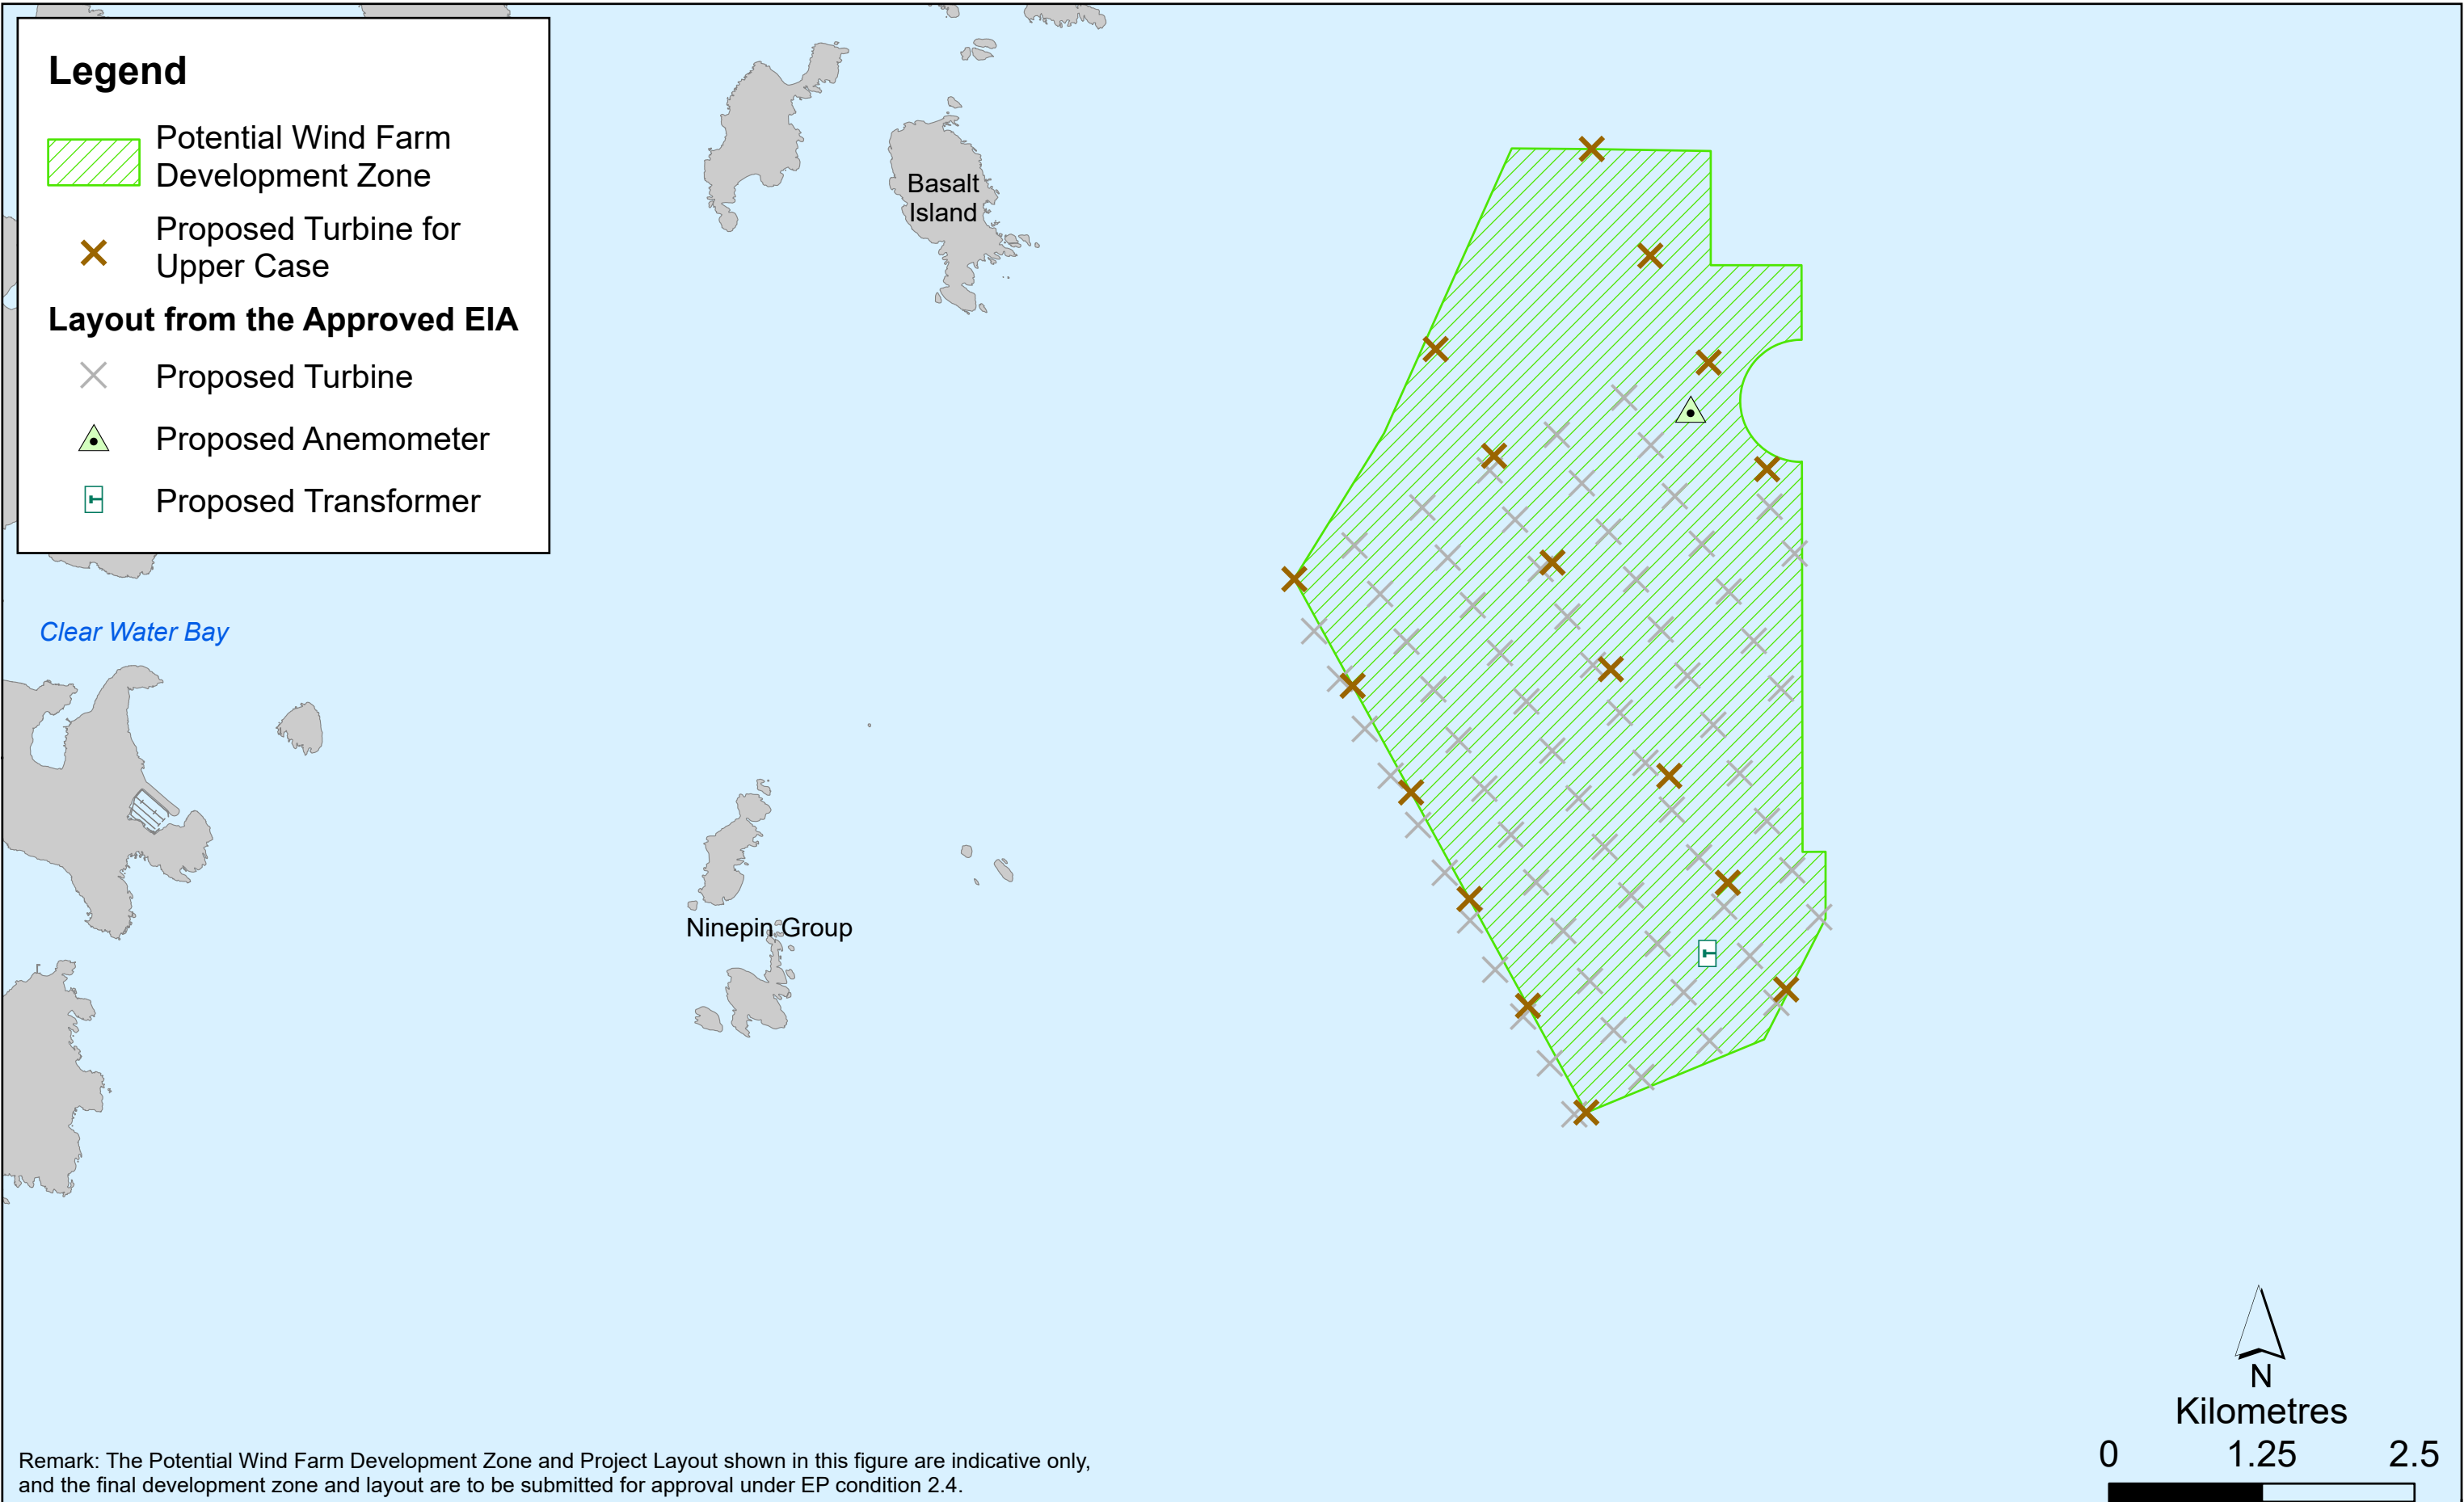 Legend
Potential Wind Farm
Development Zone
Proposed Turbine for
Upper Case
Layout from the Approved EIA
Proposed Turbine
Proposed Anemometer
Proposed Transformer
Basalt
Island
Clear Water Bay
Ninepin Group
T
N
Kilometres
0 1.25 2.5
Remark: The Potential Wind Farm Development Zone and Project Layout shown in this figure are indicative only,
and the final development zone and layout are to be submitted for approval under EP condition 2.4.